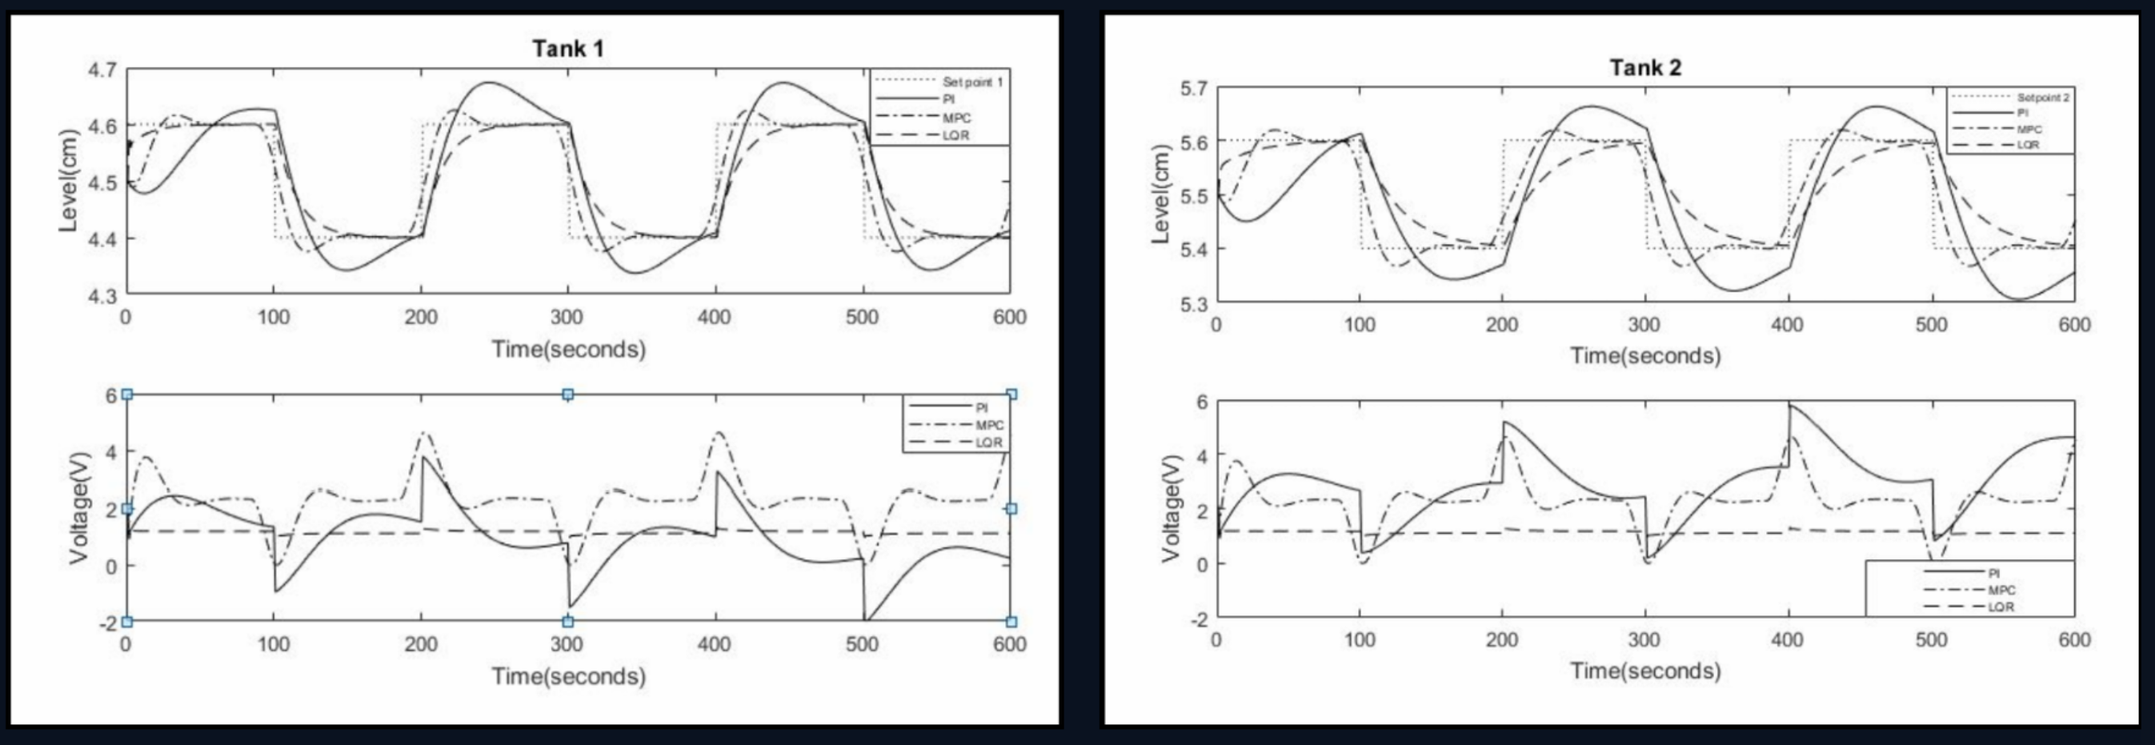 Tank 1
4.7
4.6
4.5
4.4
4.3
Level(cm)
Set point 1
PI
MPC
LQR
0 100 200 300 400 500 600
Time(seconds)
6
4
2
0
-2
Voltage(V)
PI
MPC
LQR
0 100 200 300 400 500 600
Time(seconds)
Tank 2
5.7
5.6
5.5
5.4
5.3
Level(cm)
Setpoint 2
PI
MPC
LQR
0 100 200 300 400 500 600
Time(seconds)
6
4
2
0
-2
Voltage(V)
PI
MPC
LQR
0 100 200 300 400 500 600
Time(seconds)